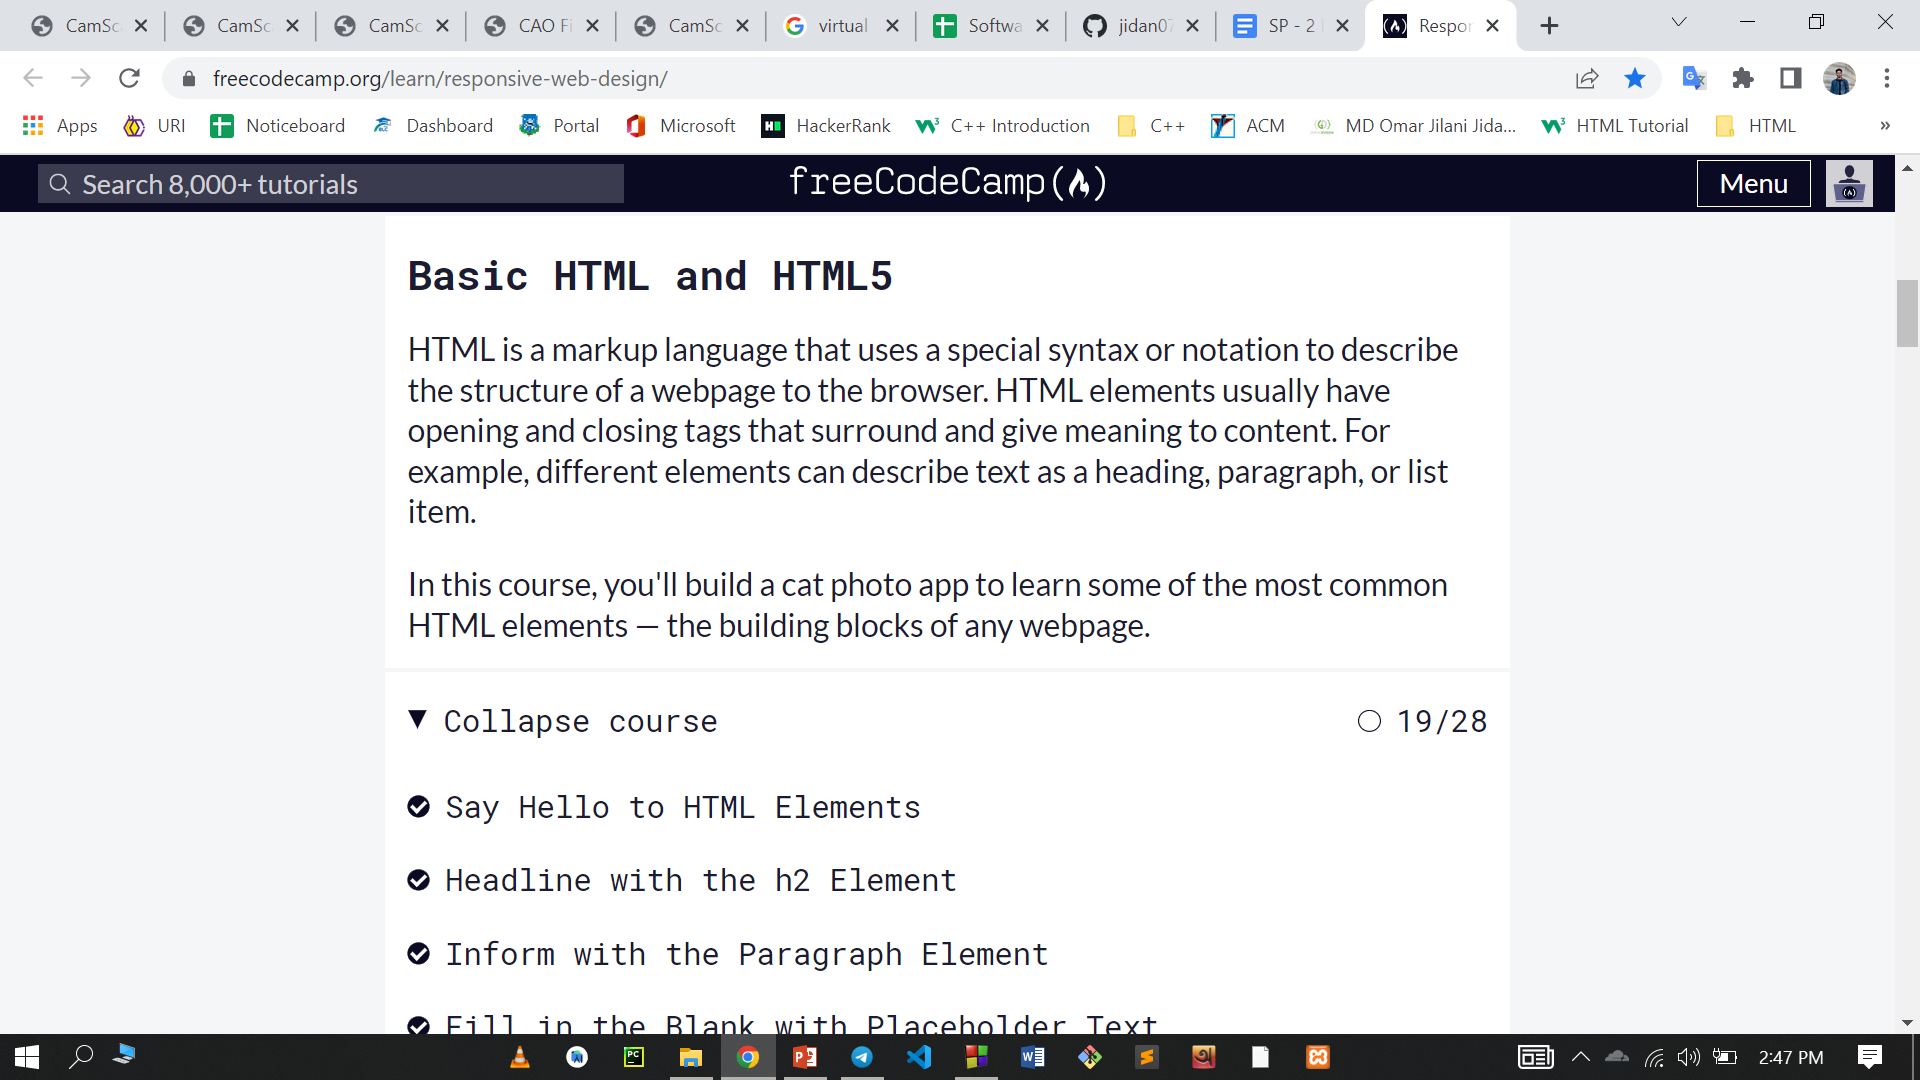 CamSc
CamSc
CamSc
CAO Fi
CamSc
virtual
Softwa
jidan07
SP - 2
Respon
freecodecamp.org/learn/responsive-web-design/
Apps
URI
Noticeboard
Dashboard
Portal
Microsoft
HackerRank
C++ Introduction
C++
ACM
MD Omar Jilani Jida...
HTML Tutorial
HTML
»
Search 8,000+ tutorials
freeCodeCamp
Menu
Basic HTML and HTML5
HTML is a markup language that uses a special syntax or notation to describe
the structure of a webpage to the browser. HTML elements usually have
opening and closing tags that surround and give meaning to content. For
example, different elements can describe text as a heading, paragraph, or list
item.
In this course, you'll build a cat photo app to learn some of the most common
HTML elements — the building blocks of any webpage.
Collapse course
19/28
Say Hello to HTML Elements
Headline with the h2 Element
Inform with the Paragraph Element
Fill in the Blank with Placeholder Text
2:47 PM